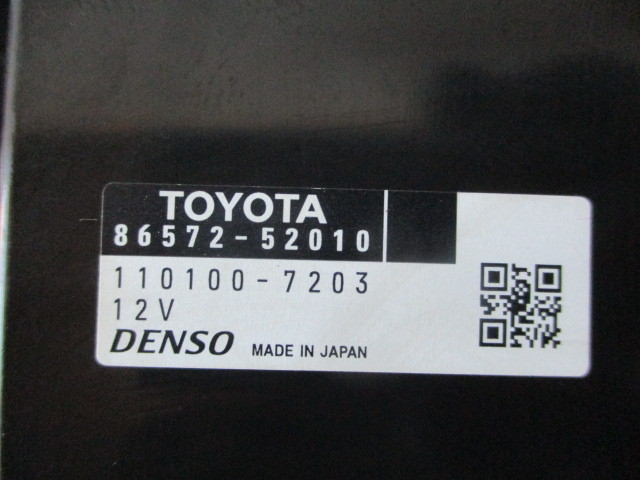 TOYOTA
86572-52010
110100-7203
12V
DENSO MADE IN JAPAN